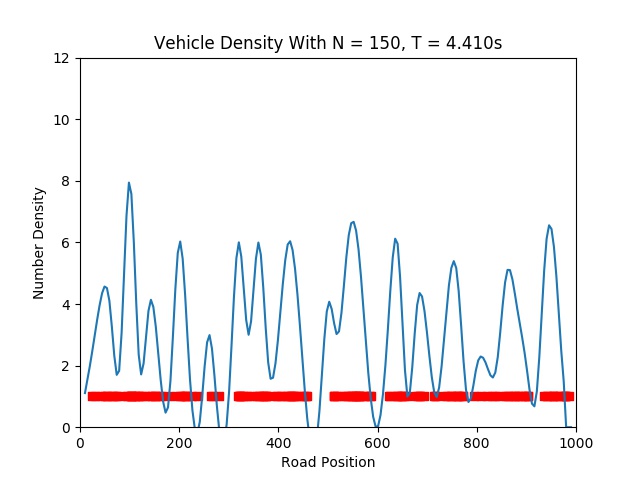 Vehicle Density With N = 150, T = 4.410s
12
10
8
6
4
2
0
Number Density
0 200 400 600 800 1000
Road Position